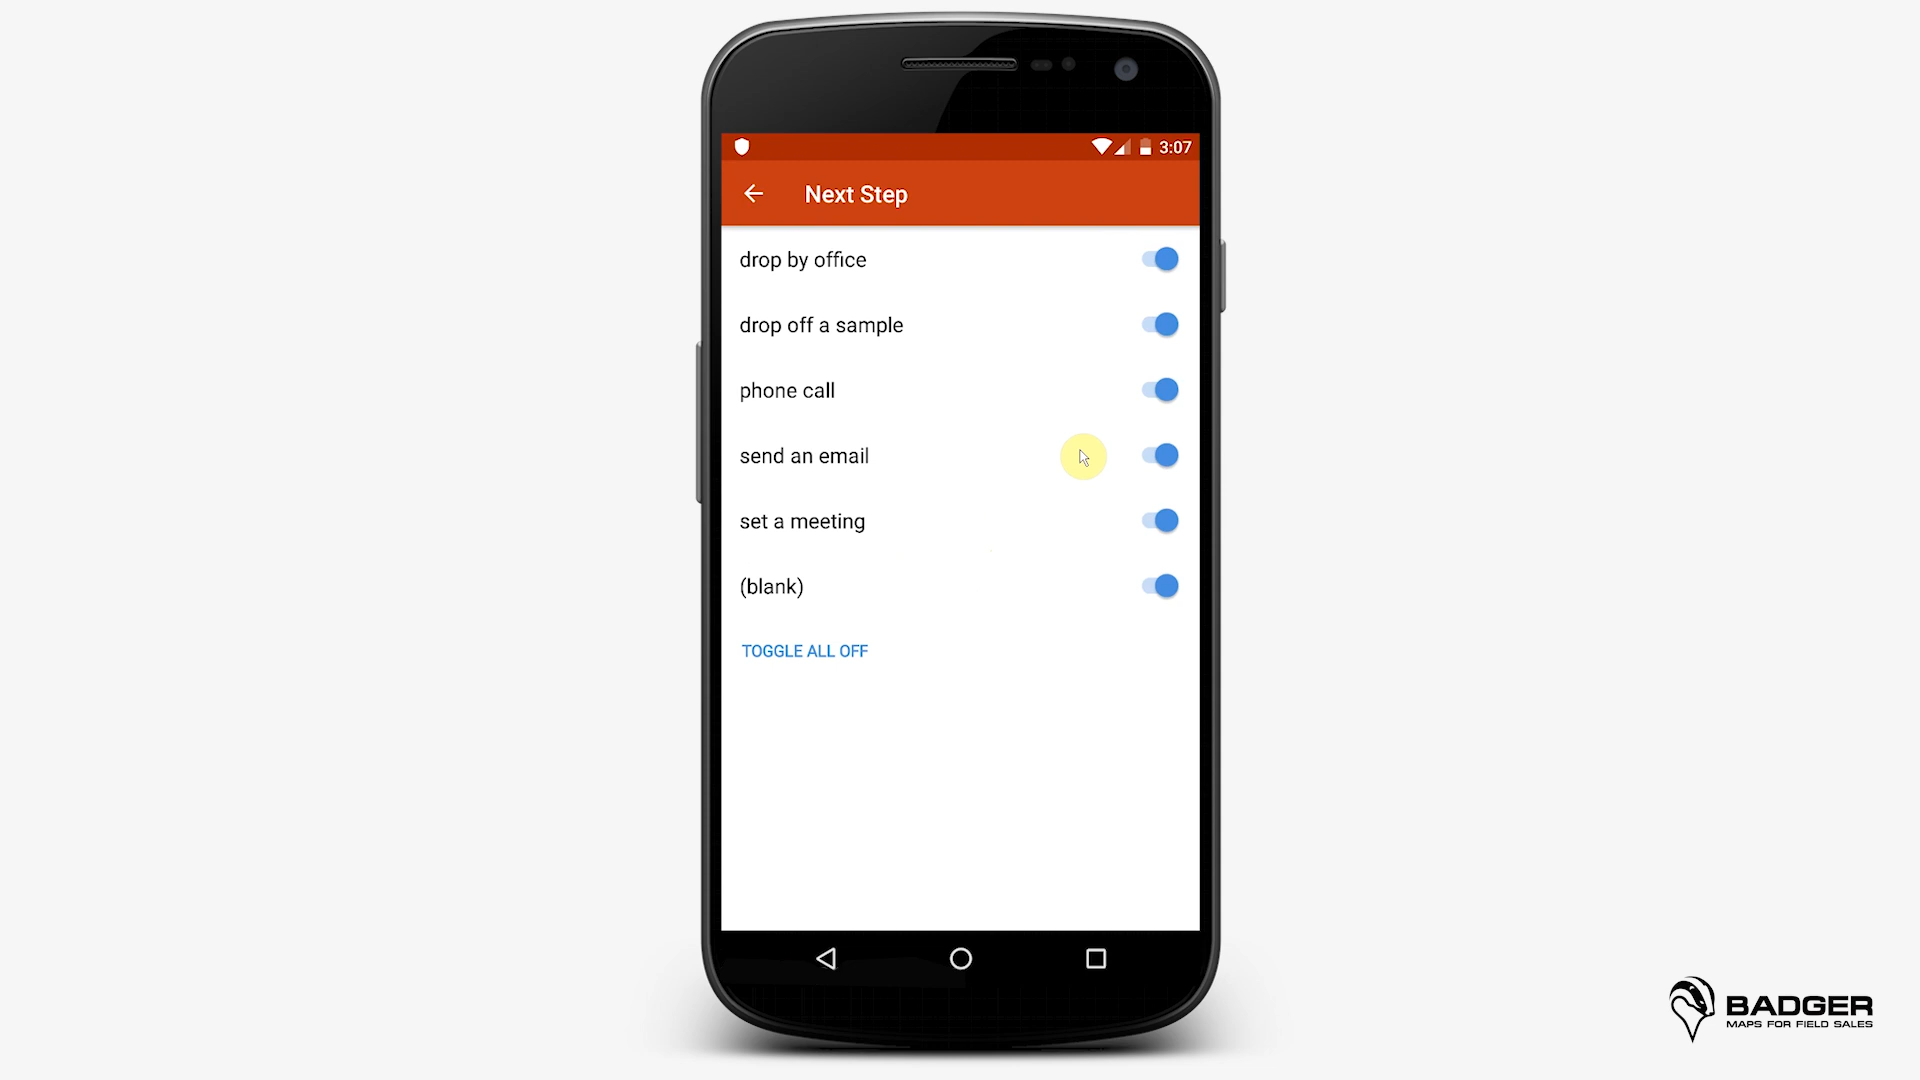 3:07
Next Step
drop by office
drop off a sample
phone call
send an email
set a meeting
(blank)
TOGGLE ALL OFF
BADGER
MAPS FOR FIELD SALES